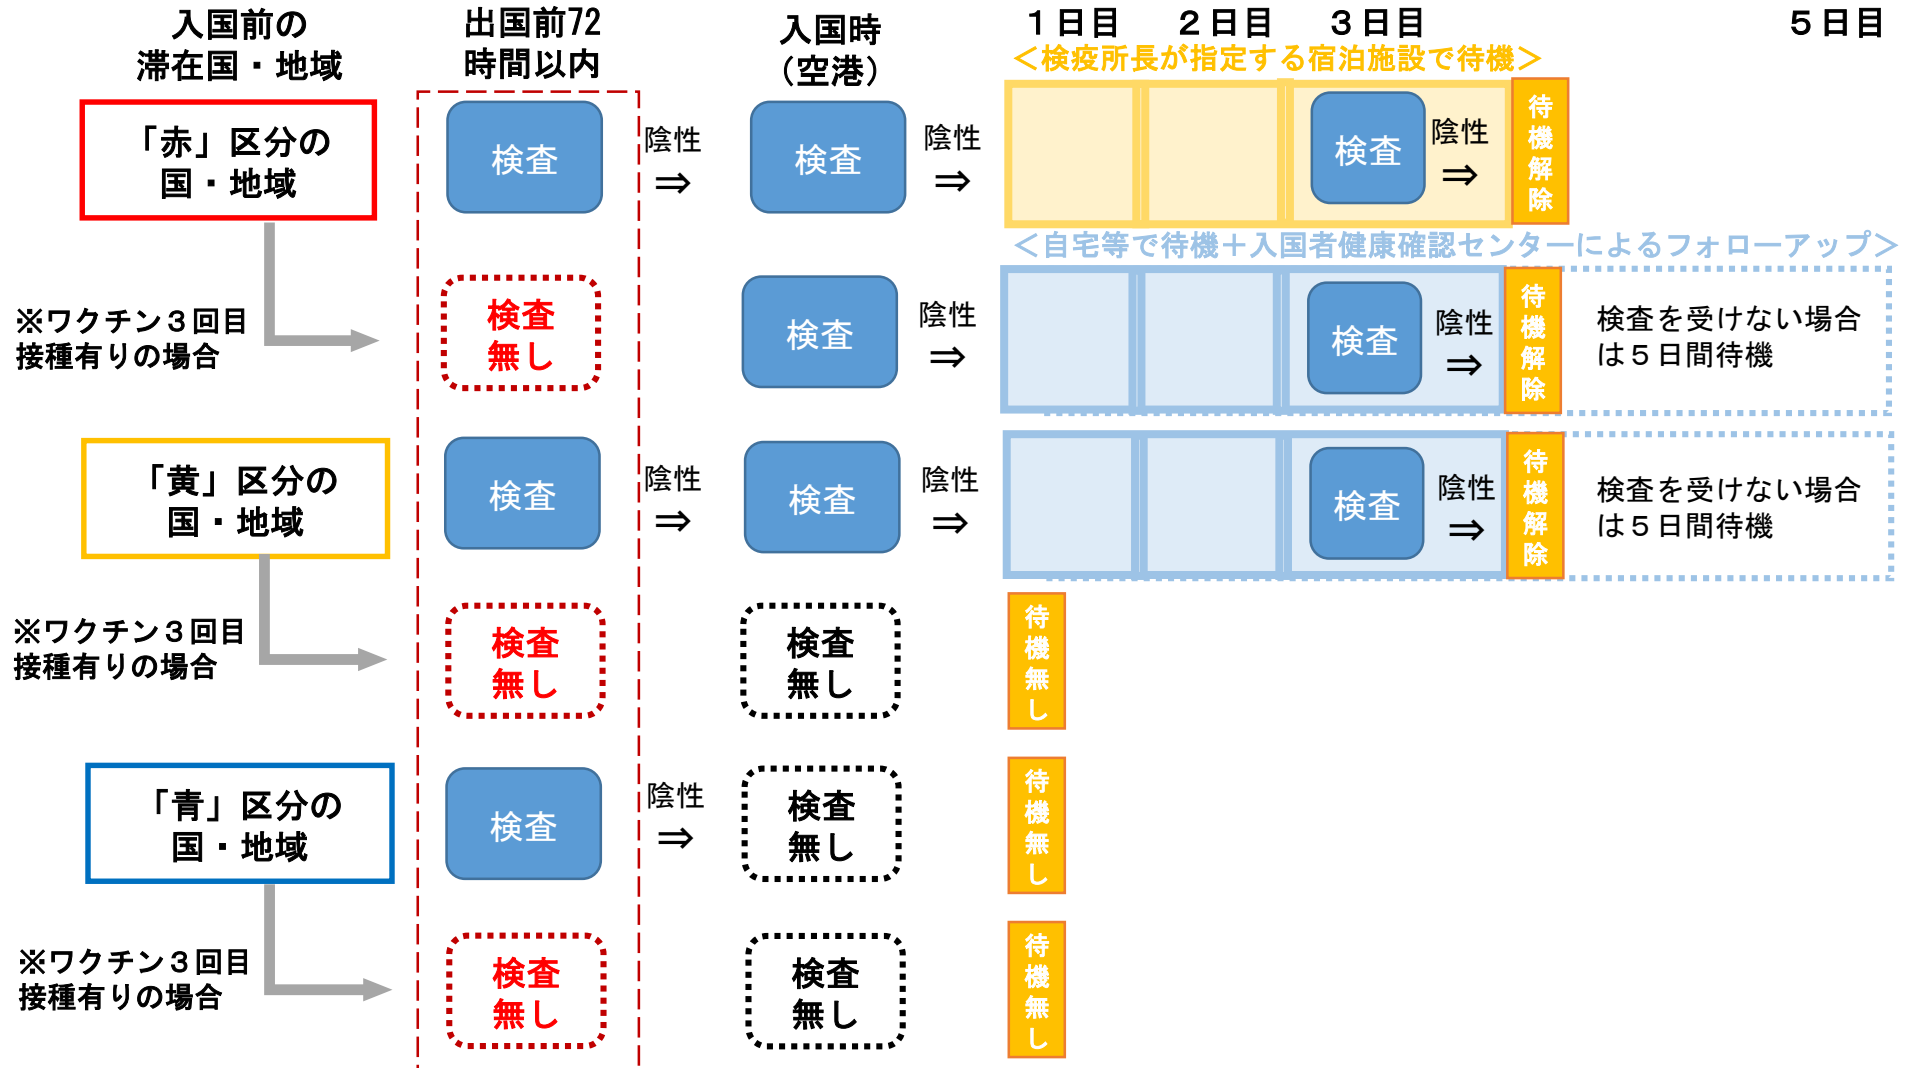 入国前の
滞在国・地域
出国前72
時間以内
入国時
（空港）
１日目
２日目
３日目
５日目
＜検疫所長が指定する宿泊施設で待機＞
「赤」区分の
国・地域
検査
陰性
⇒
検査
陰性
⇒
検査
陰性
⇒
待機解除
＜自宅等で待機＋入国者健康確認センターによるフォローアップ＞
※ワクチン３回目
接種有りの場合
検査
無し
検査
陰性
⇒
検査
陰性
⇒
待機解除
検査を受けない場合
は５日間待機
「黄」区分の
国・地域
検査
陰性
⇒
検査
陰性
⇒
検査
陰性
⇒
待機解除
検査を受けない場合
は５日間待機
※ワクチン３回目
接種有りの場合
検査
無し
検査
無し
待機無し
「青」区分の
国・地域
検査
陰性
⇒
検査
無し
待機無し
※ワクチン３回目
接種有りの場合
検査
無し
検査
無し
待機無し